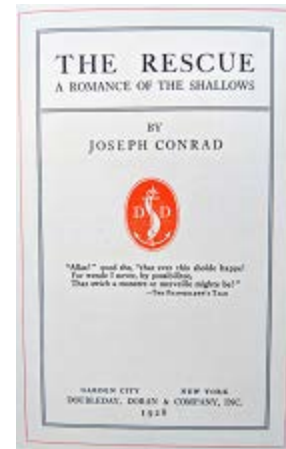 THE RESCUE
A ROMANCE OF THE SHALLOWS
BY
JOSEPH CONRAD
D D
"Allas!" quod she, "that ever this sholde happe!
For wende I never, by possibilitee,
That swich a monstre or merveille mighte be!"
—THE FRANKELEYN'S TALE
GARDEN CITY NEW YORK
DOUBLEDAY, DORAN & COMPANY, INC.
1928